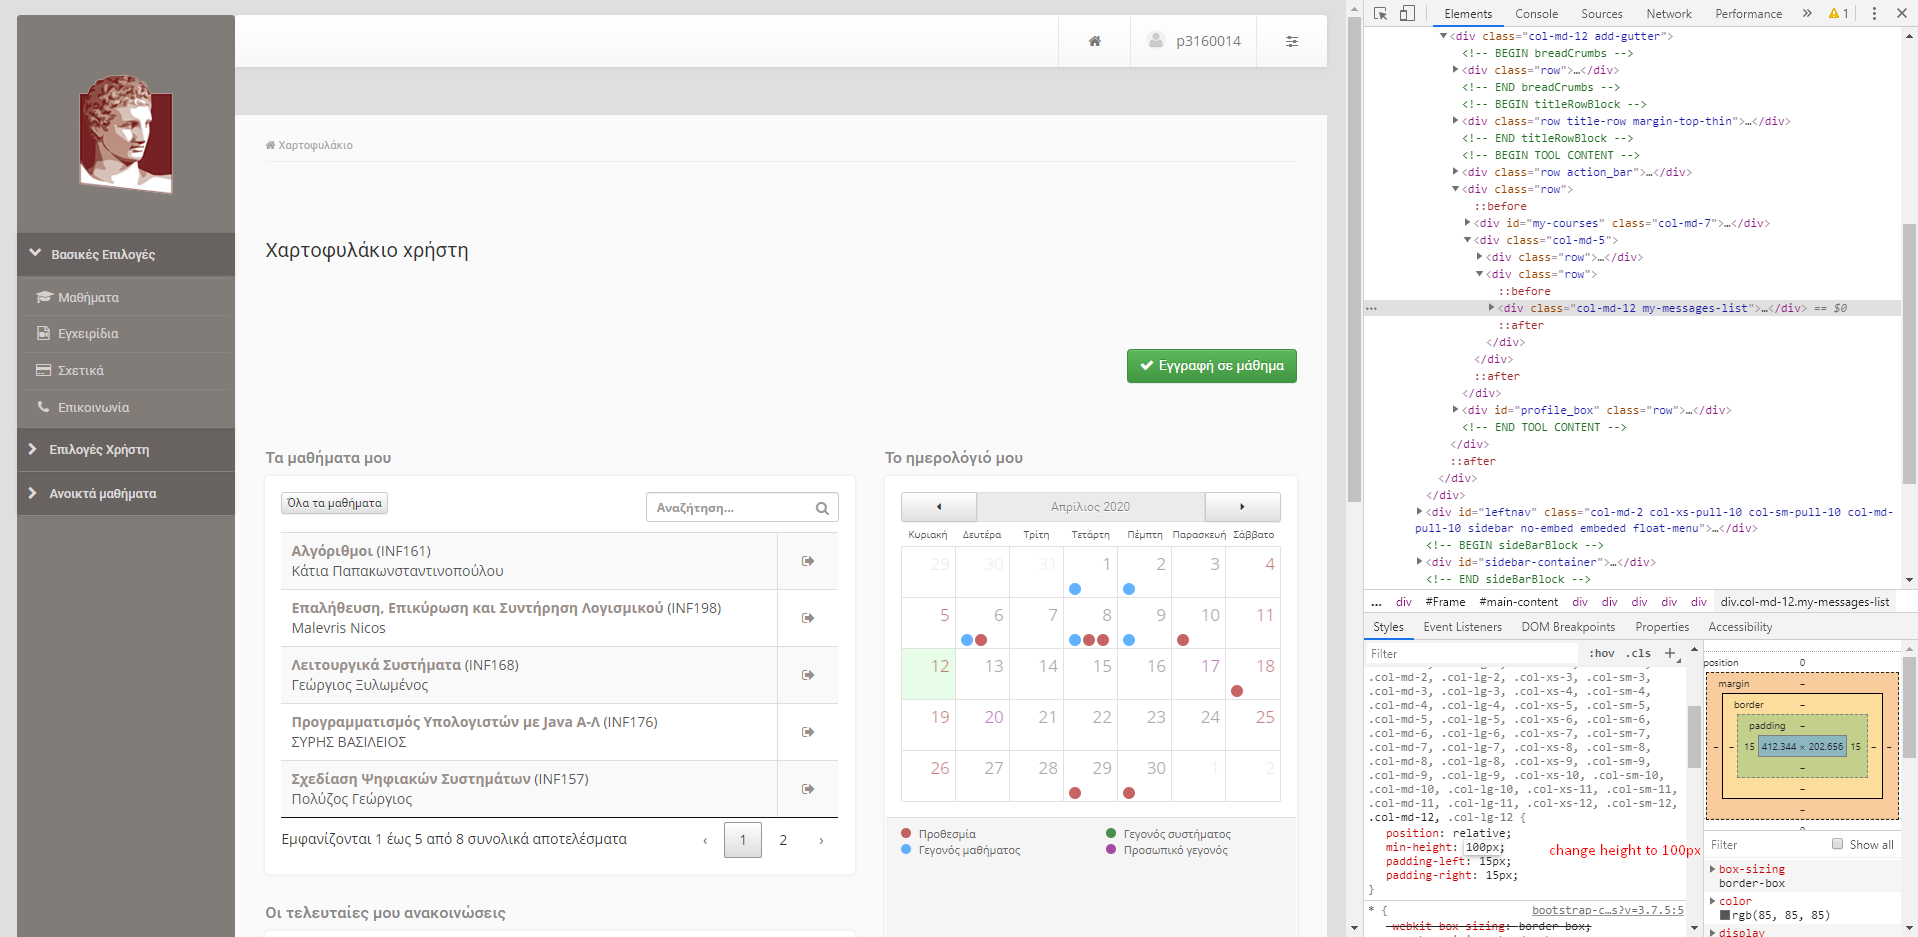 p3160014
Βασικές Επιλογές
Μαθήματα
Εγχειρίδια
Σχετικά
Επικοινωνία
Επιλογές Χρήστη
Ανοικτά μαθήματα
Χαρτοφυλάκιο
Χαρτοφυλάκιο χρήστη
Εγγραφή σε μάθημα
Τα μαθήματα μου
Όλα τα μαθήματα
Αναζήτηση...
Αλγόριθμοι (INF161)
Κάτια Παπακωνσταντινοπούλου
Επαλήθευση, Επικύρωση και Συντήρηση Λογισμικού (INF198)
Malevris Nicos
Λειτουργικά Συστήματα (INF168)
Γεώργιος Ξυλωμένος
Προγραμματισμός Υπολογιστών με Java Α-Λ (INF176)
ΣΥΡΗΣ ΒΑΣΙΛΕΙΟΣ
Σχεδίαση Ψηφιακών Συστημάτων (INF157)
Πολύζος Γεώργιος
Εμφανίζονται 1 έως 5 από 8 συνολικά αποτελέσματα ‹ 1 2 ›
Οι τελευταίες μου ανακοινώσεις
Το ημερολόγιό μου
Απρίλιος 2020
Κυριακή Δευτέρα Τρίτη Τετάρτη Πέμπτη Παρασκευή Σάββατο
29 30 31 1 2 3 4
5 6 7 8 9 10 11
12 13 14 15 16 17 18
19 20 21 22 23 24 25
26 27 28 29 30 1 2
Προθεσμία Γεγονός συστήματος
Γεγονός μαθήματος Προσωπικό γεγονός
Elements Console Sources Network Performance » 1
<div class="col-md-12 add-gutter">
<!-- BEGIN breadCrumbs -->
<div class="row">…</div>
<!-- END breadCrumbs -->
<!-- BEGIN titleRowBlock -->
<div class="row title-row margin-top-thin">…</div>
<!-- END titleRowBlock -->
<!-- BEGIN TOOL CONTENT -->
<div class="row action_bar">…</div>
<div class="row">
::before
<div id="my-courses" class="col-md-7">…</div>
<div class="col-md-5">
<div class="row">…</div>
<div class="row">
::before
<div class="col-md-12 my-messages-list">…</div> == $0
::after
</div>
</div>
::after
</div>
<div id="profile_box" class="row">…</div>
<!-- END TOOL CONTENT -->
</div>
::after
</div>
</div>
<div id="leftnav" class="col-md-2 col-xs-pull-10 col-sm-pull-10 col-md-
pull-10 sidebar no-embed embeded float-menu">…</div>
<!-- BEGIN sideBarBlock -->
<div id="sidebar-container">…</div>
<!-- END sideBarBlock -->
... div #Frame #main-content div div div div div div.col-md-12.my-messages-list
Styles Event Listeners DOM Breakpoints Properties Accessibility
Filter :hov .cls +
.col-md-2, .col-lg-2, .col-xs-3, .col-sm-3,
.col-md-3, .col-lg-3, .col-xs-4, .col-sm-4,
.col-md-4, .col-lg-4, .col-xs-5, .col-sm-5,
.col-md-5, .col-lg-5, .col-xs-6, .col-sm-6,
.col-md-6, .col-lg-6, .col-xs-7, .col-sm-7,
.col-md-7, .col-lg-7, .col-xs-8, .col-sm-8,
.col-md-8, .col-lg-8, .col-xs-9, .col-sm-9,
.col-md-9, .col-lg-9, .col-xs-10, .col-sm-10,
.col-md-10, .col-lg-10, .col-xs-11, .col-sm-11,
.col-md-11, .col-lg-11, .col-xs-12, .col-sm-12,
.col-md-12, .col-lg-12 {
position: relative;
min-height: 100px;
padding-left: 15px;
padding-right: 15px;
}
change height to 100px
* { bootstrap-c…s?v=3.7.5:5
-webkit-box-sizing: border-box;
position 0
margin –
border –
padding –
– – 15 412.344 × 202.656 15 – –
–
–
–
Filter Show all
box-sizing
border-box
color
rgb(85, 85, 85)
display